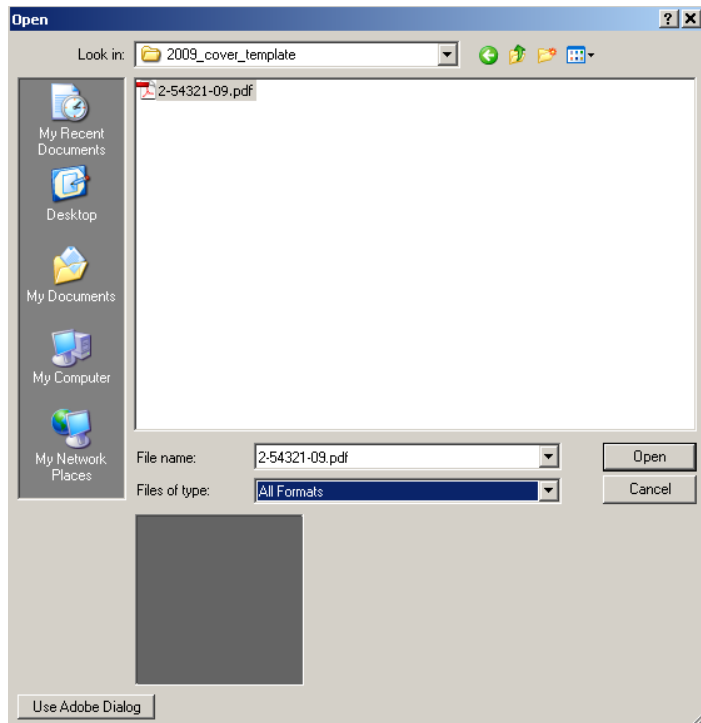 Open
Look in: 2009_cover_template
2-54321-09.pdf
My Recent
Documents
Desktop
My Documents
My Computer
My Network
Places
File name: 2-54321-09.pdf Open
Files of type: All Formats Cancel
Use Adobe Dialog